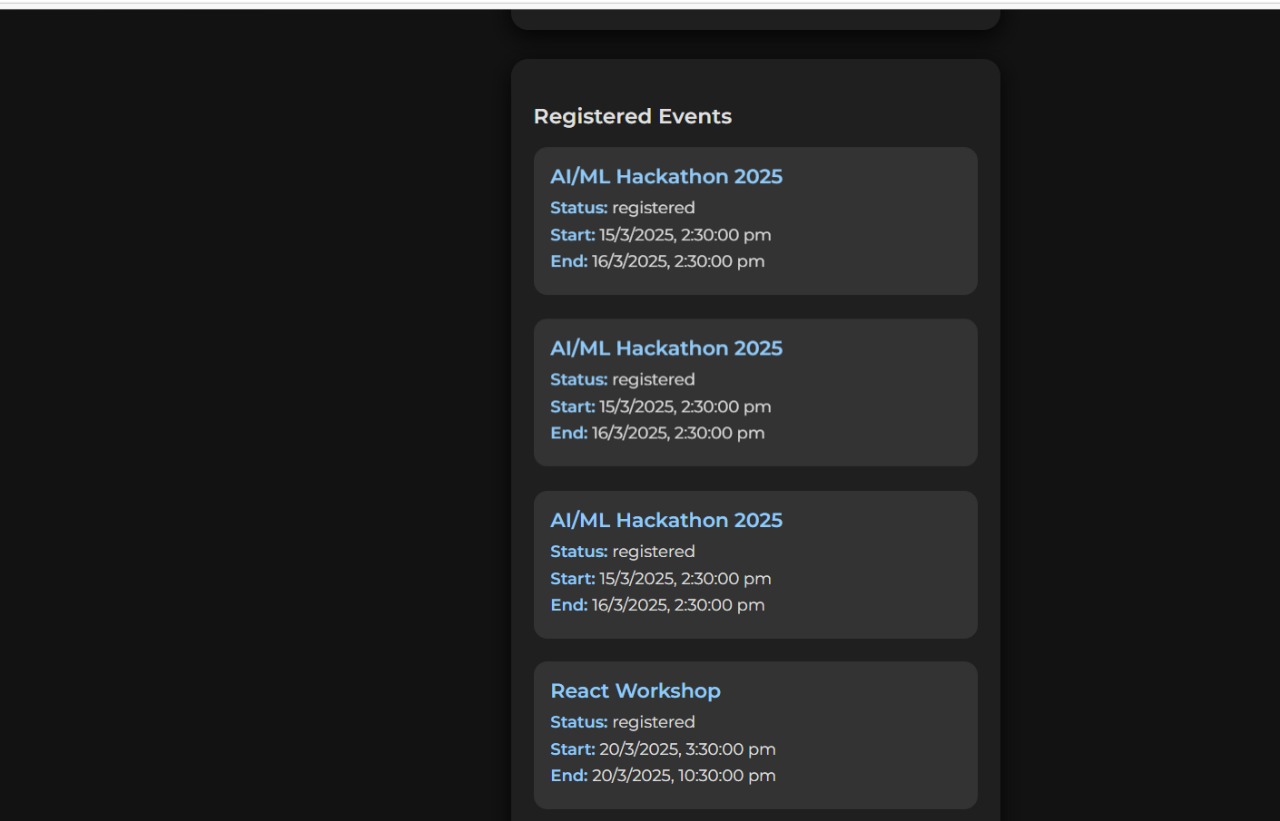 Registered Events
AI/ML Hackathon 2025
Status: registered
Start: 15/3/2025, 2:30:00 pm
End: 16/3/2025, 2:30:00 pm
AI/ML Hackathon 2025
Status: registered
Start: 15/3/2025, 2:30:00 pm
End: 16/3/2025, 2:30:00 pm
AI/ML Hackathon 2025
Status: registered
Start: 15/3/2025, 2:30:00 pm
End: 16/3/2025, 2:30:00 pm
React Workshop
Status: registered
Start: 20/3/2025, 3:30:00 pm
End: 20/3/2025, 10:30:00 pm